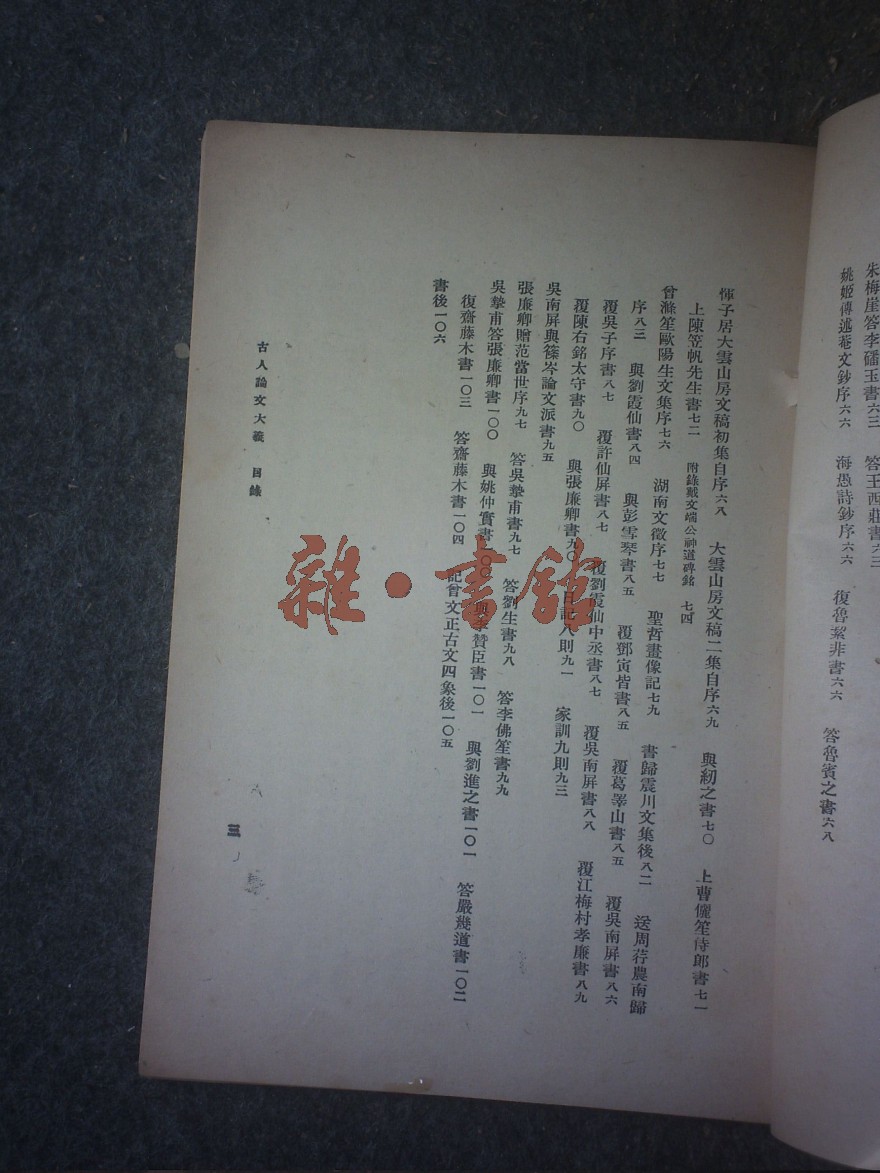 朱梅崖答李磻玉書六三　答王西莊書六三
姚姬傳述菴文鈔序六六　海愚詩鈔序六六　復魯絜非書六六　答魯賓之書六八
惲子居大雲山房文稿初集自序六八　大雲山房文稿二集自序六九　與紉之書七〇　上曹儷笙侍郎書七一
上陳笠帆先生書七二　附錄戴文端公神道碑銘　七四
曾滌笙歐陽生文集序七六　湖南文徵序七七　聖哲畫像記七九　書歸震川文集後八二　送周荇農南歸
序八三　與劉霞仙書八四　與彭雪琴書八五　覆鄧寅皆書八五　覆葛睪山書八五　覆吳南屏書八六
覆吳子序書八七　覆許仙屏書八七　覆劉霞仙中丞書八七　覆吳南屏書八八　覆江梅村孝廉書八九
覆陳右銘太守書九〇　與張廉卿書九〇　日記八則九一　家訓九則九三
吳南屏與篠岑論文派書九五
張廉卿贈范當世序九七　答吳摯甫書九七　答劉生書九八　答李佛笙書九九
吳摯甫答張廉卿書一〇〇　與姚仲實書一〇〇　與李贊臣書一〇一　與劉進之書一〇一　答嚴幾道書一〇二
復齋藤木書一〇三　答齋藤木書一〇四　記曾文正古文四象後一〇五
書後一〇六
古人論文大義　目錄
三
雜·書館